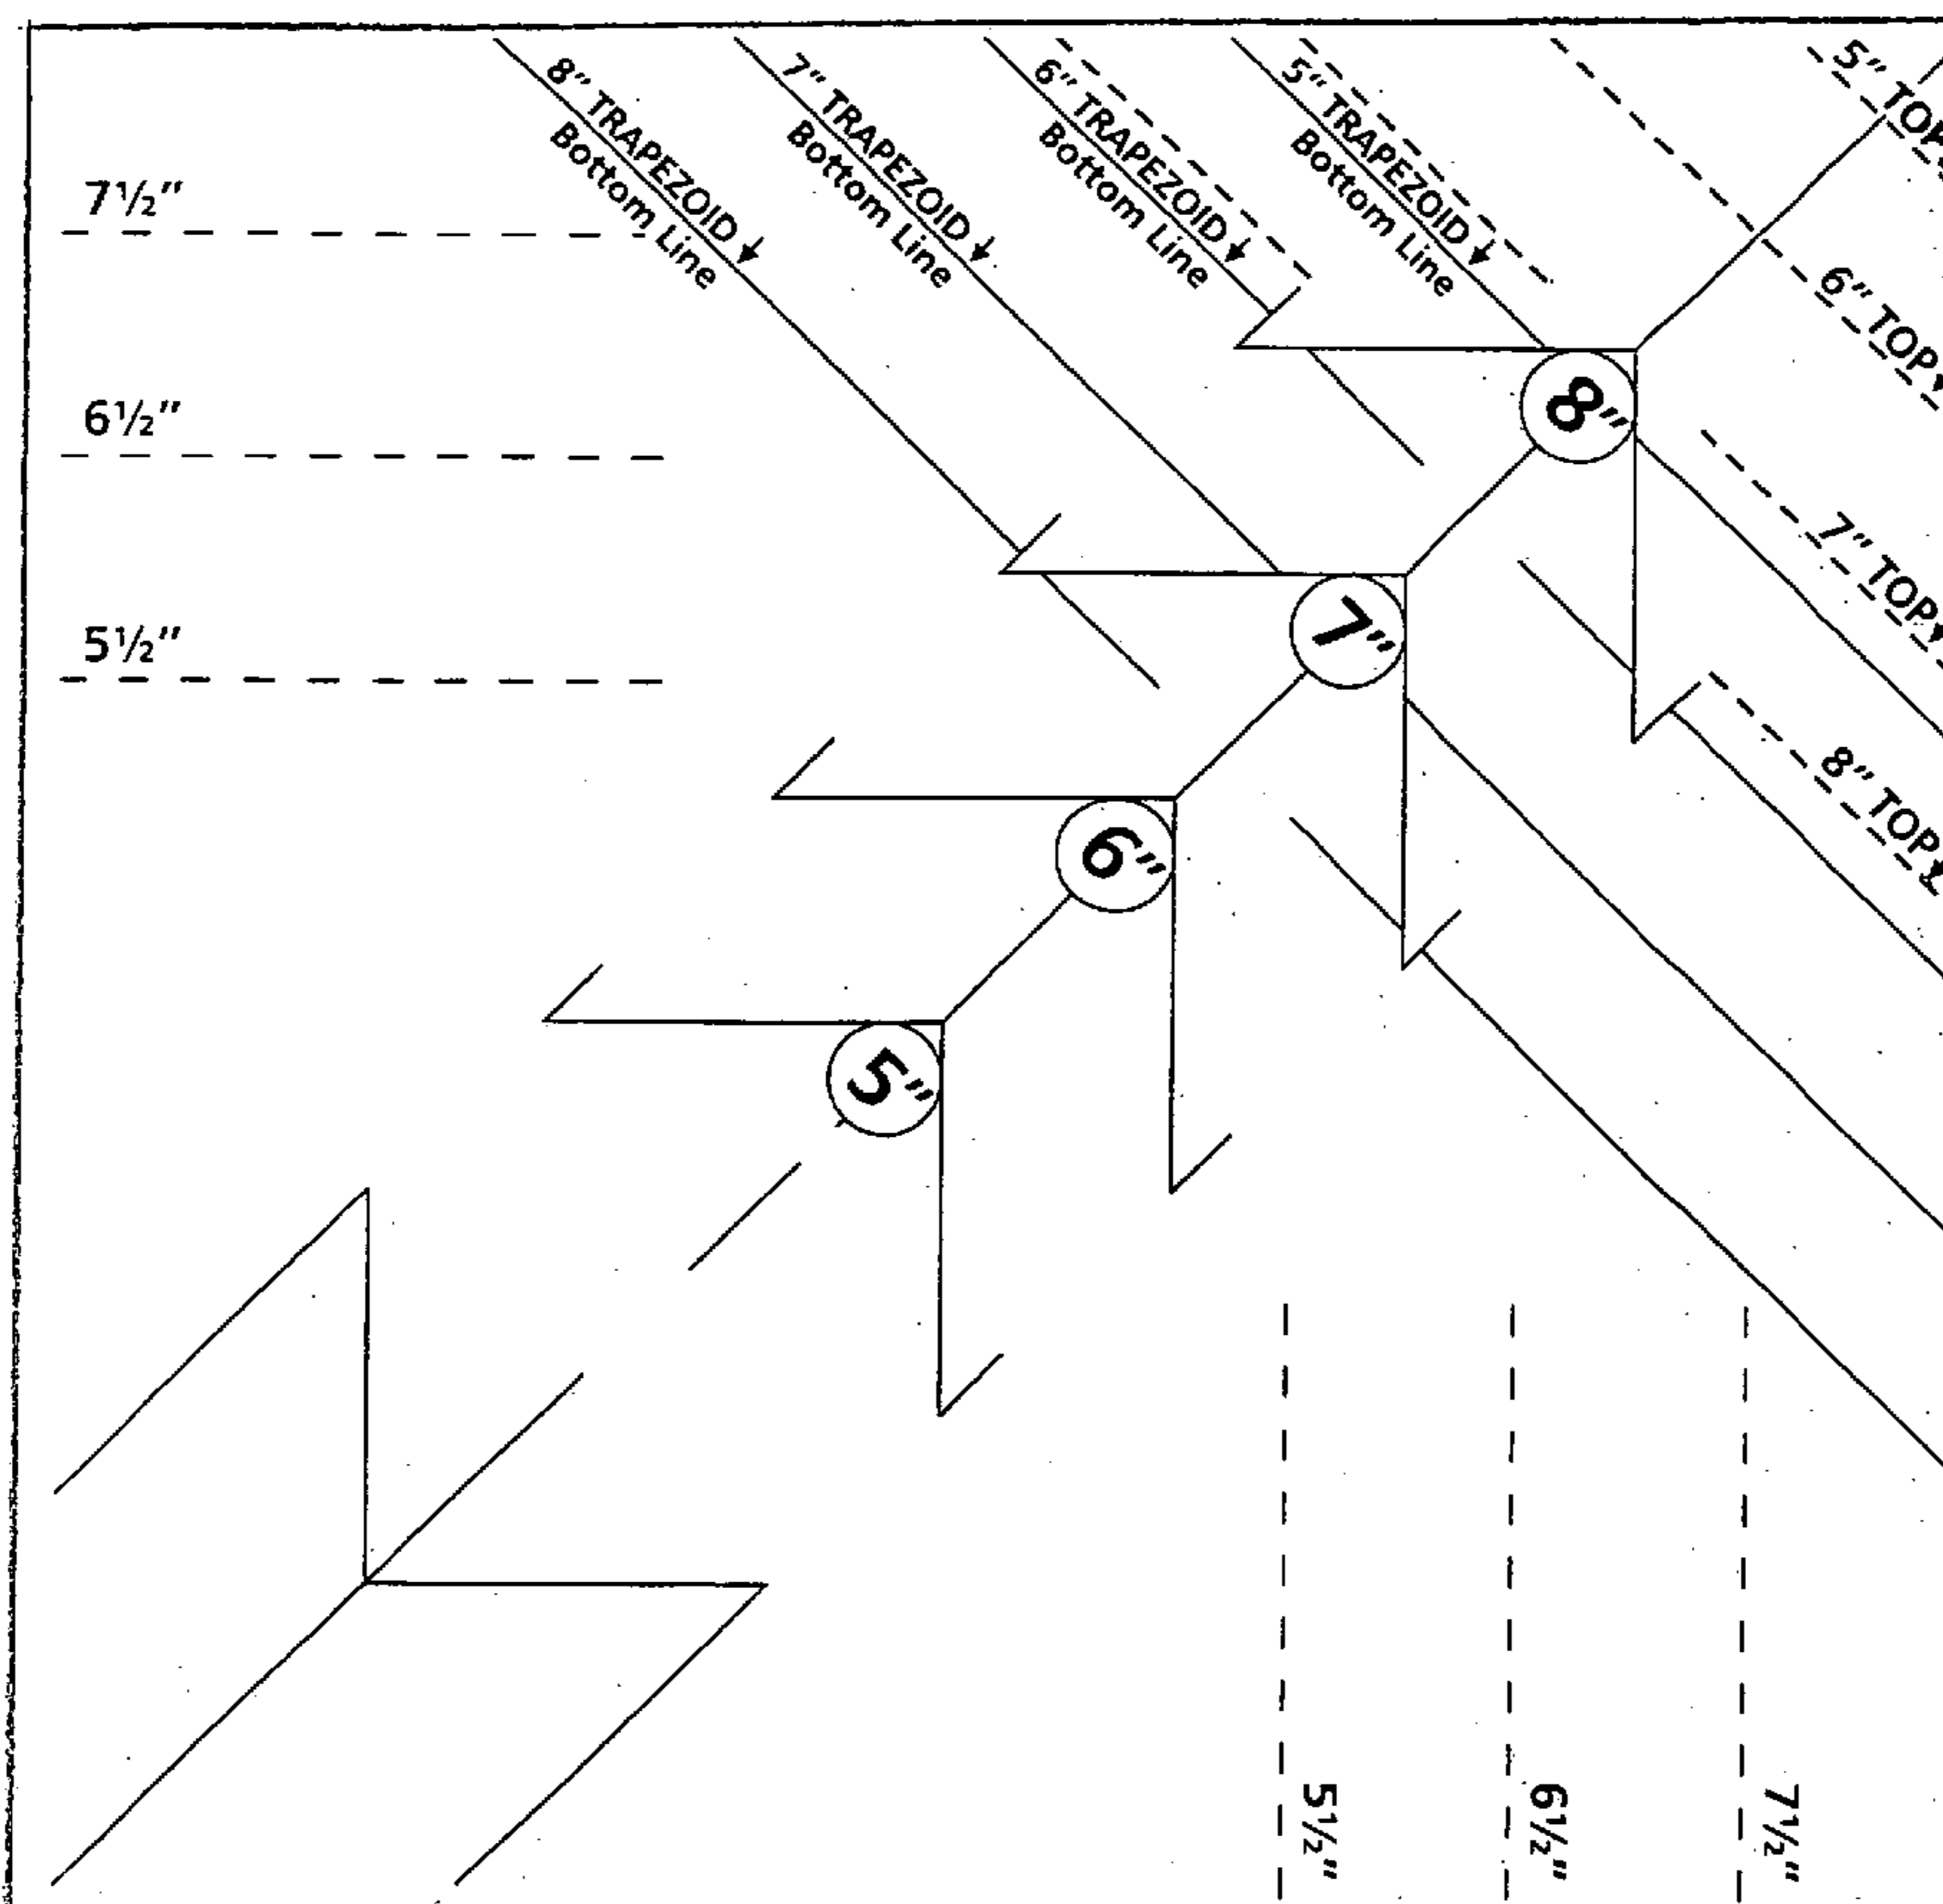 8" TRAPEZOID
Bottom Line
7" TRAPEZOID
Bottom Line
6" TRAPEZOID
Bottom Line
5" TRAPEZOID
Bottom Line
5" TOP
6" TOP
7" TOP
8" TOP
7½"
6½"
5½"
8"
7"
6"
5"
5½"
6½"
7½"